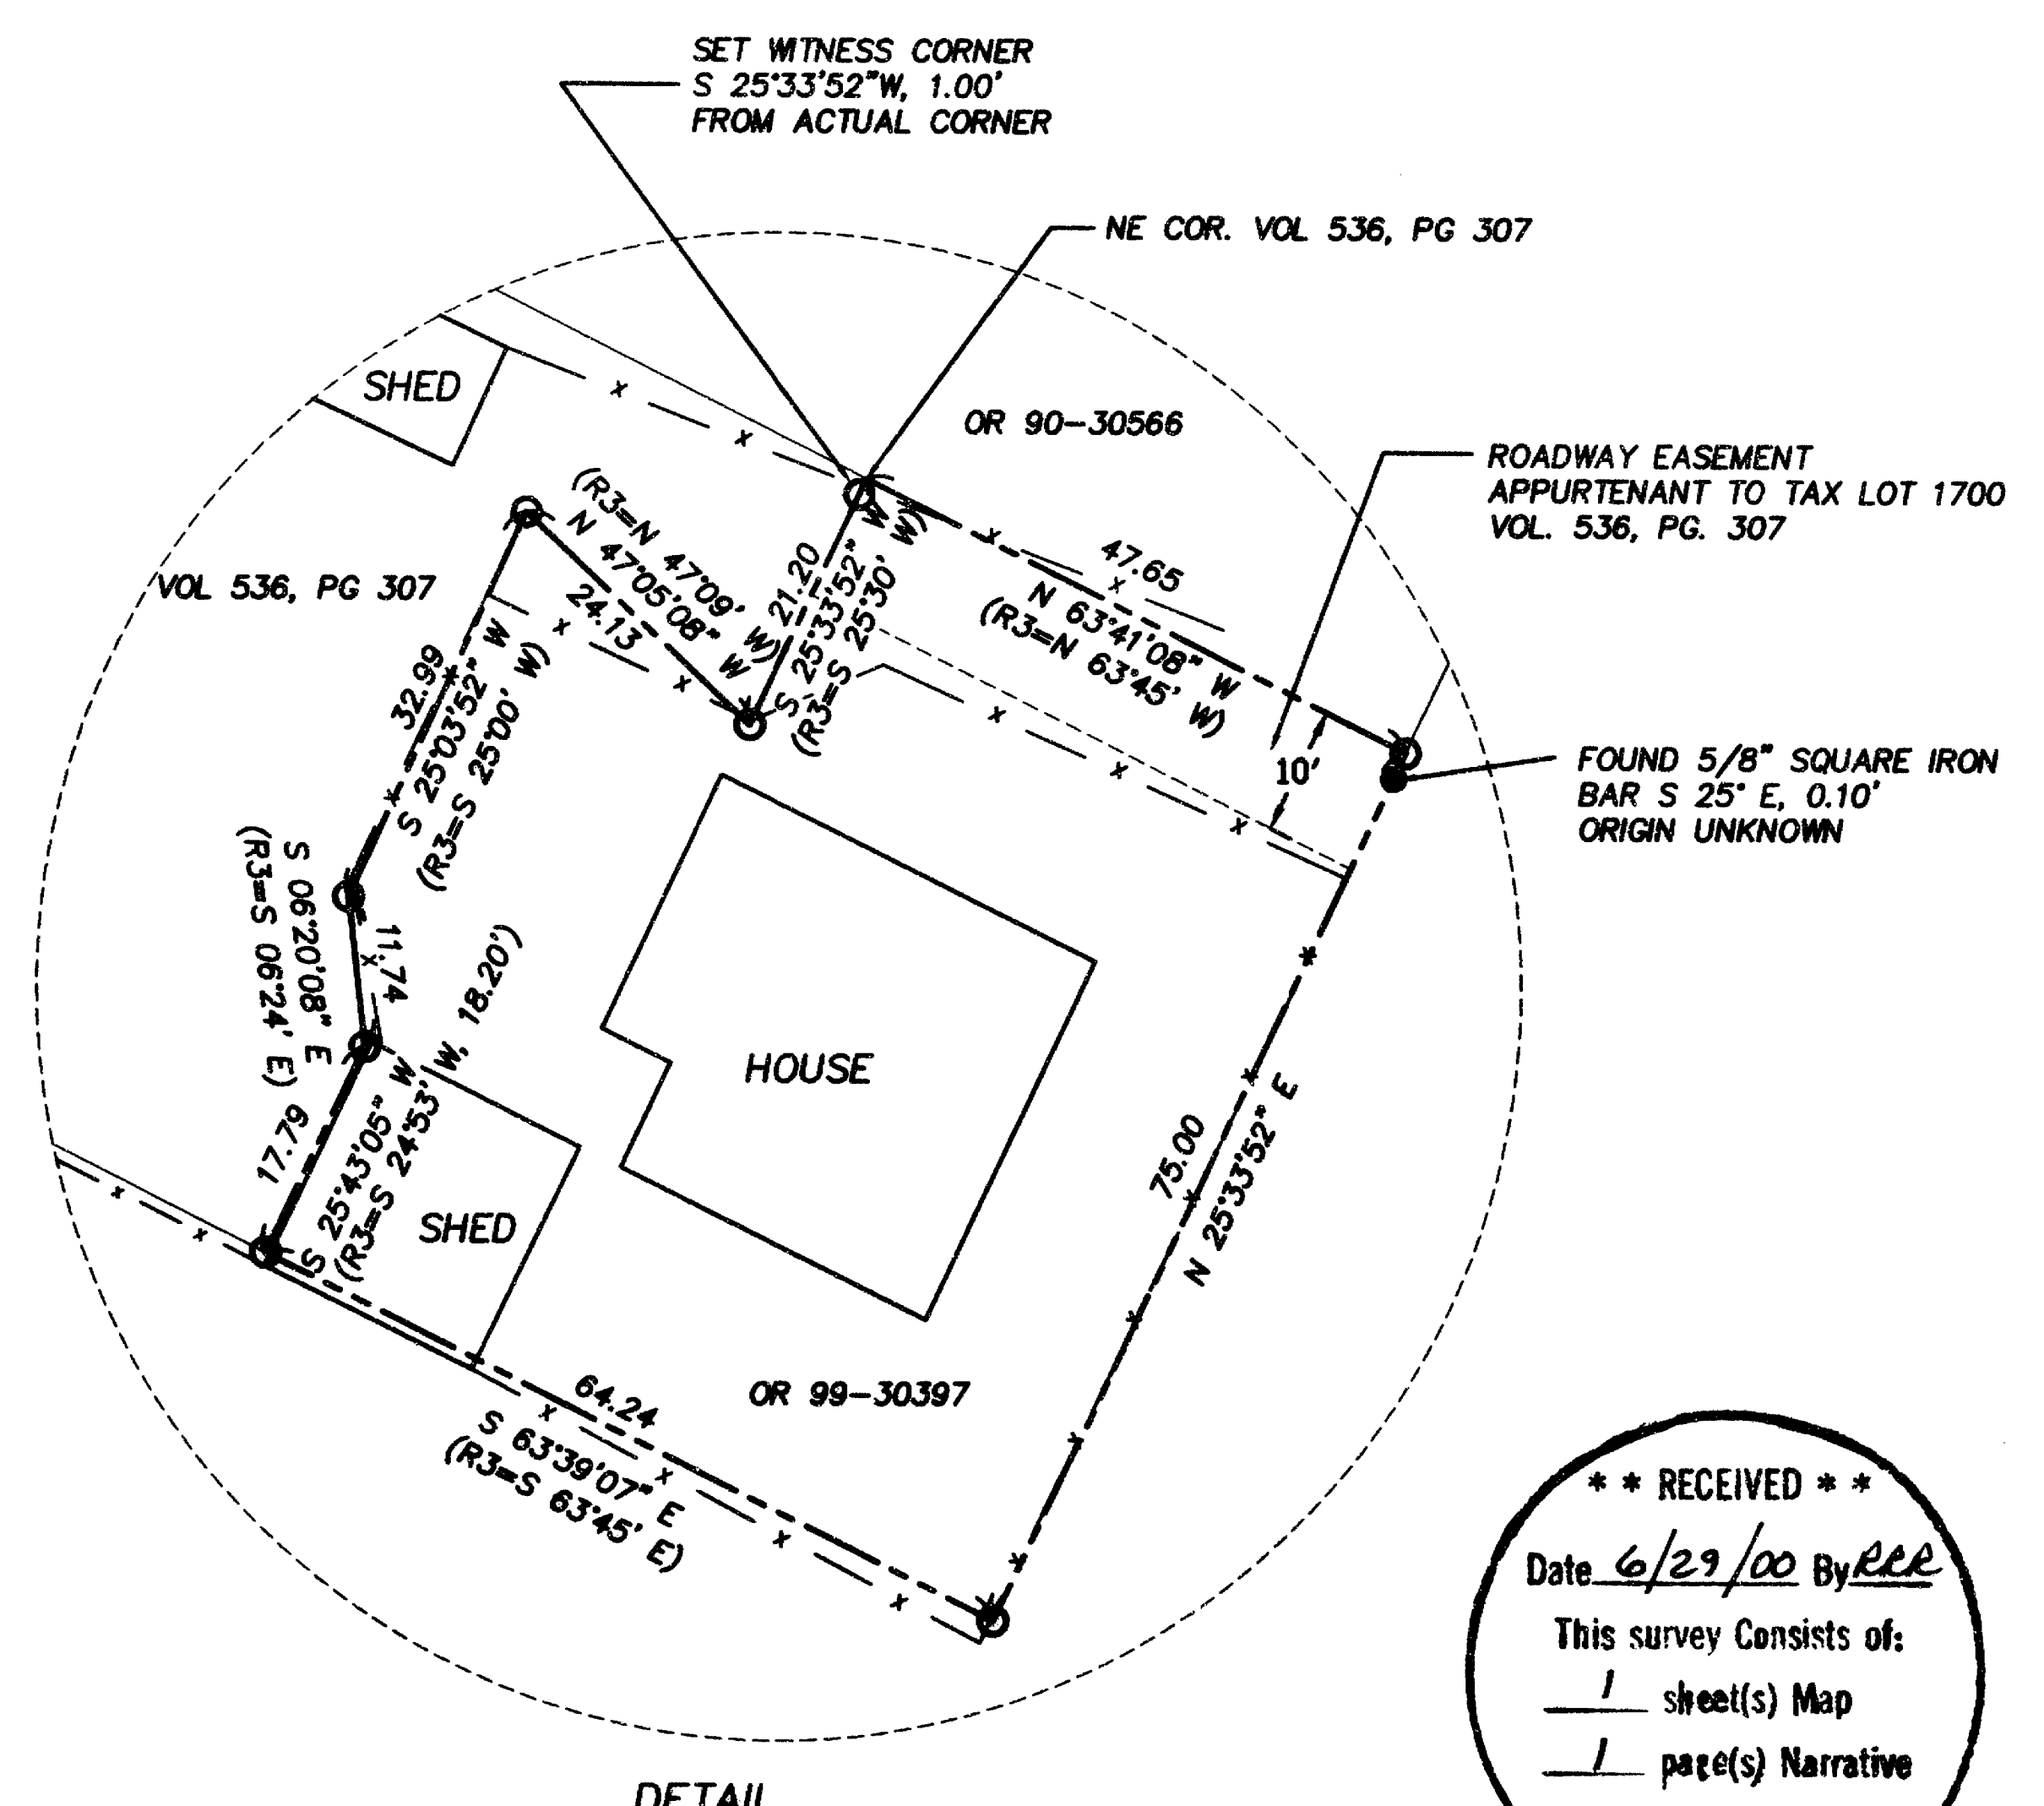 SET WITNESS CORNER
S 25°33'52"W, 1.00'
FROM ACTUAL CORNER
NE COR. VOL 536, PG 307
SHED
OR 90-30566
ROADWAY EASEMENT
APPURTENANT TO TAX LOT 1700
VOL. 536, PG. 307
(R3=N 47°09' W)
N 47°05'08" W
24.13
21.20
S 25°33'52" W
(R3=S 25°30' W)
47.65
N 63°41'08" W
(R3=N 63°45' W)
VOL 536, PG 307
32.99
S 25°03'52" W
(R3=S 25°00' W)
10'
FOUND 5/8" SQUARE IRON
BAR S 25° E, 0.10'
ORIGIN UNKNOWN
S 06°20'08" E
(R3=S 06°24' E)
11.74
HOUSE
17.79
S 25°43'05" W
(R3=S 24°53' W, 18.20')
SHED
75.00
N 25°33'52" E
64.24
S 63°39'07" E
(R3=S 63°45' E)
OR 99-30397
* * RECEIVED * *
Date 6/29/00 By RRR
This survey Consists of:
1 sheet(s) Map
1 page(s) Narrative
DETAIL